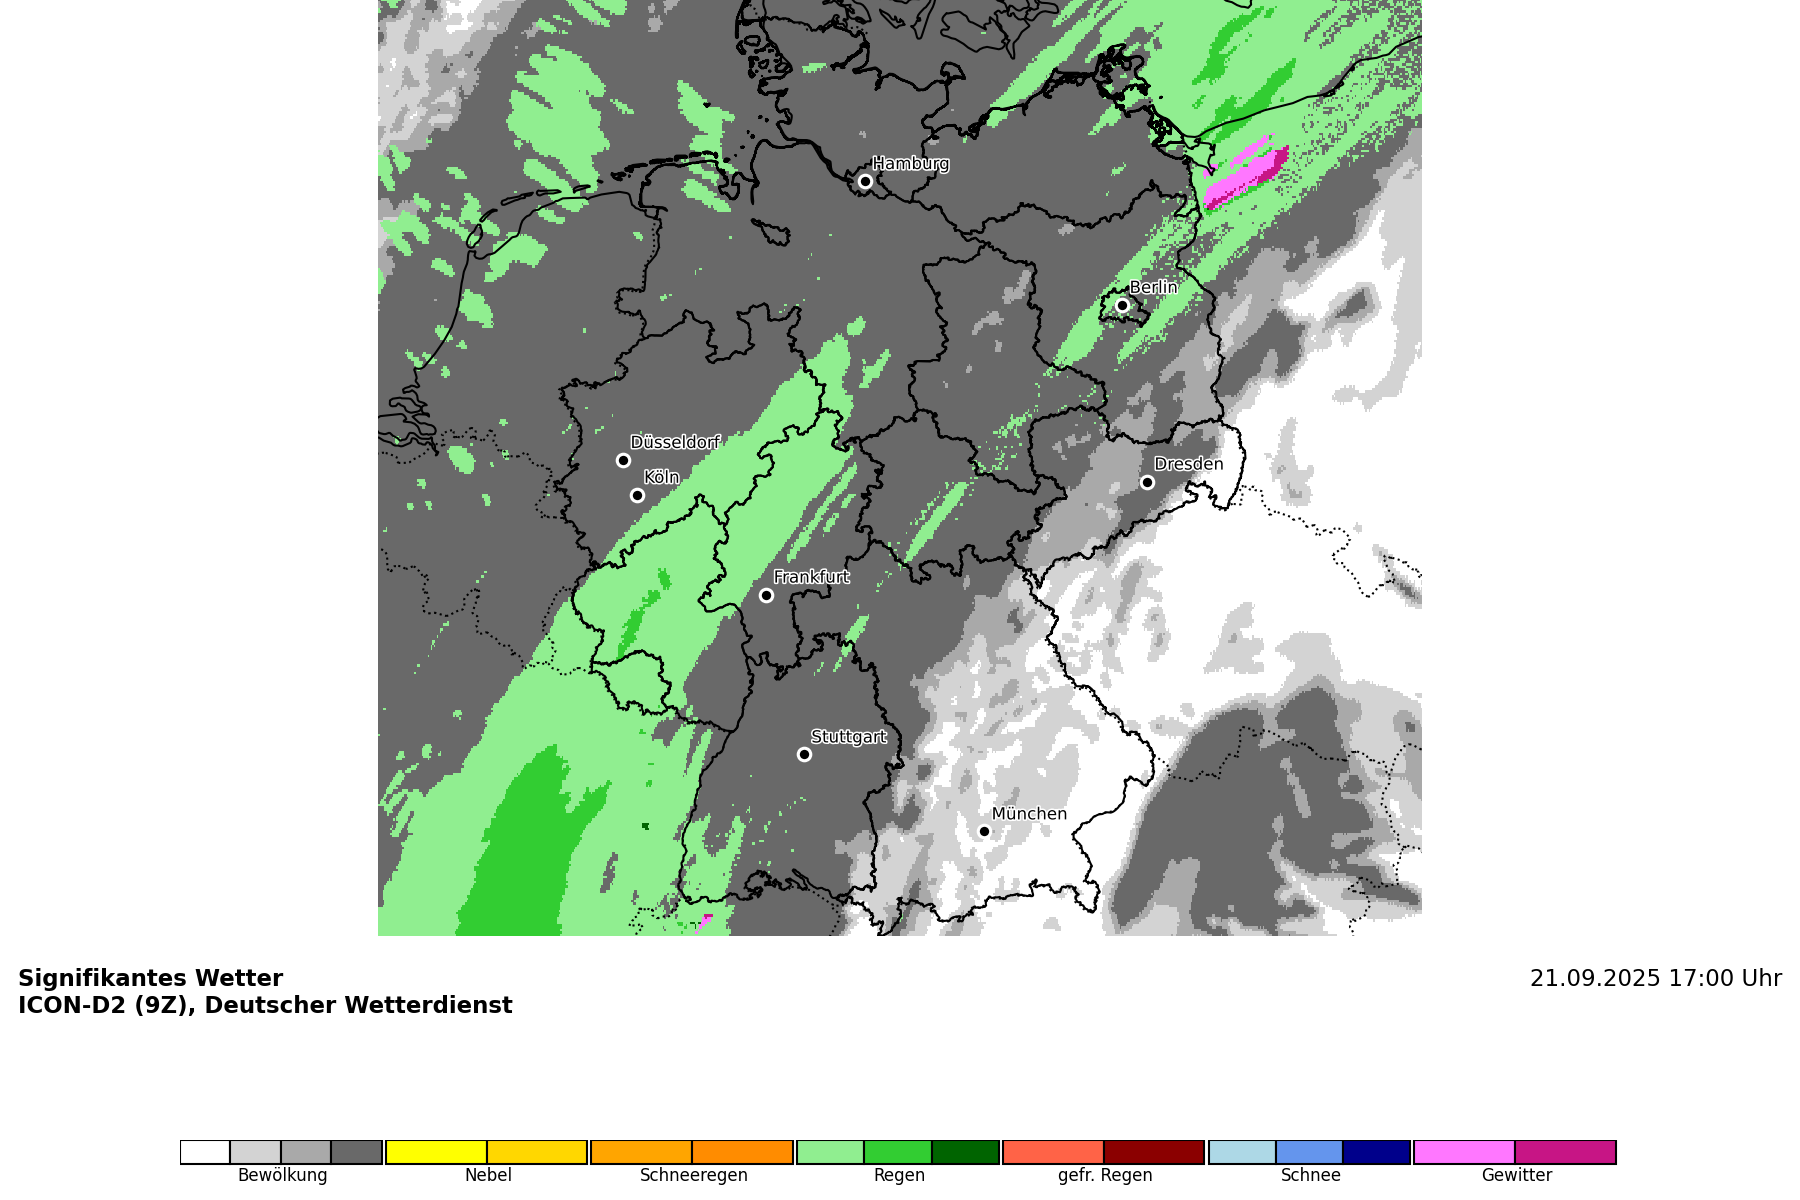 Hamburg
Berlin
Düsseldorf
Köln
Dresden
Frankfurt
Stuttgart
München
Signifikantes Wetter
ICON-D2 (9Z), Deutscher Wetterdienst
21.09.2025 17:00 Uhr
Bewölkung
Nebel
Schneeregen
Regen
gefr. Regen
Schnee
Gewitter